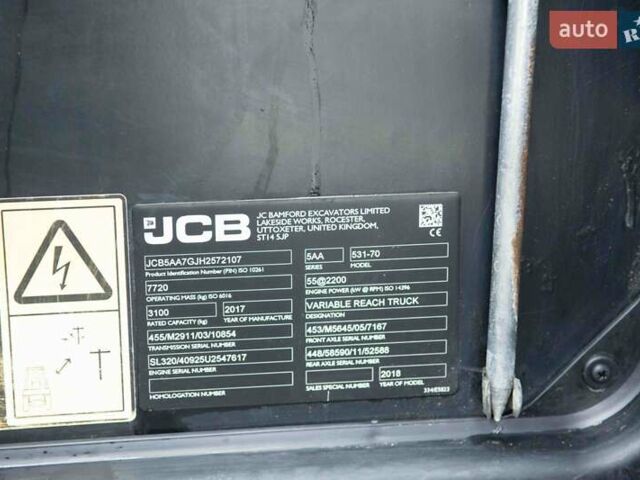 auto
JCB
JC BAMFORD EXCAVATORS LIMITED
LAKESIDE WORKS, ROCESTER,
UTTOXETER, UNITED KINGDOM,
ST14 5JP
CE
JCB5AA7GJH2572107
Product Identification Number (PIN) ISO 10261
5AA
SERIES
531-70
MODEL
7720
OPERATING MASS (kg) ISO 6016
55@2200
ENGINE POWER (kW @ RPM) ISO 14396
3100
RATED CAPACITY (kg)
2017
YEAR OF MANUFACTURE
VARIABLE REACH TRUCK
DESIGNATION
455/M2911/03/10854
TRANSMISSION SERIAL NUMBER
453/M5645/05/7167
FRONT AXLE SERIAL NUMBER
SL320/40925U2547617
ENGINE SERIAL NUMBER
448/58590/11/52586
REAR AXLE SERIAL NUMBER
HOMOLOGATION NUMBER
SALES SPECIAL NUMBER
2018
YEAR OF MODEL
334/E5823